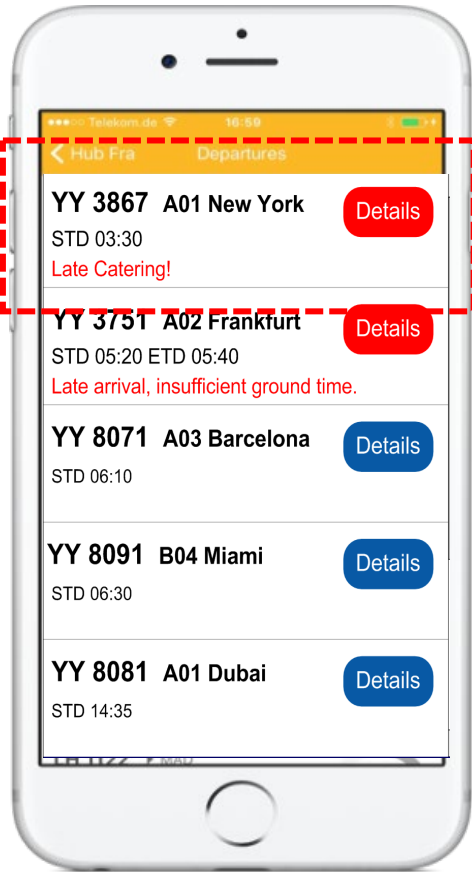 Telekom.de 16:59
Hub Fra Departures
YY 3867 A01 New York Details
STD 03:30
Late Catering!
YY 3751 A02 Frankfurt Details
STD 05:20 ETD 05:40
Late arrival, insufficient ground time.
YY 8071 A03 Barcelona Details
STD 06:10
YY 8091 B04 Miami Details
STD 06:30
YY 8081 A01 Dubai Details
STD 14:35
MAD